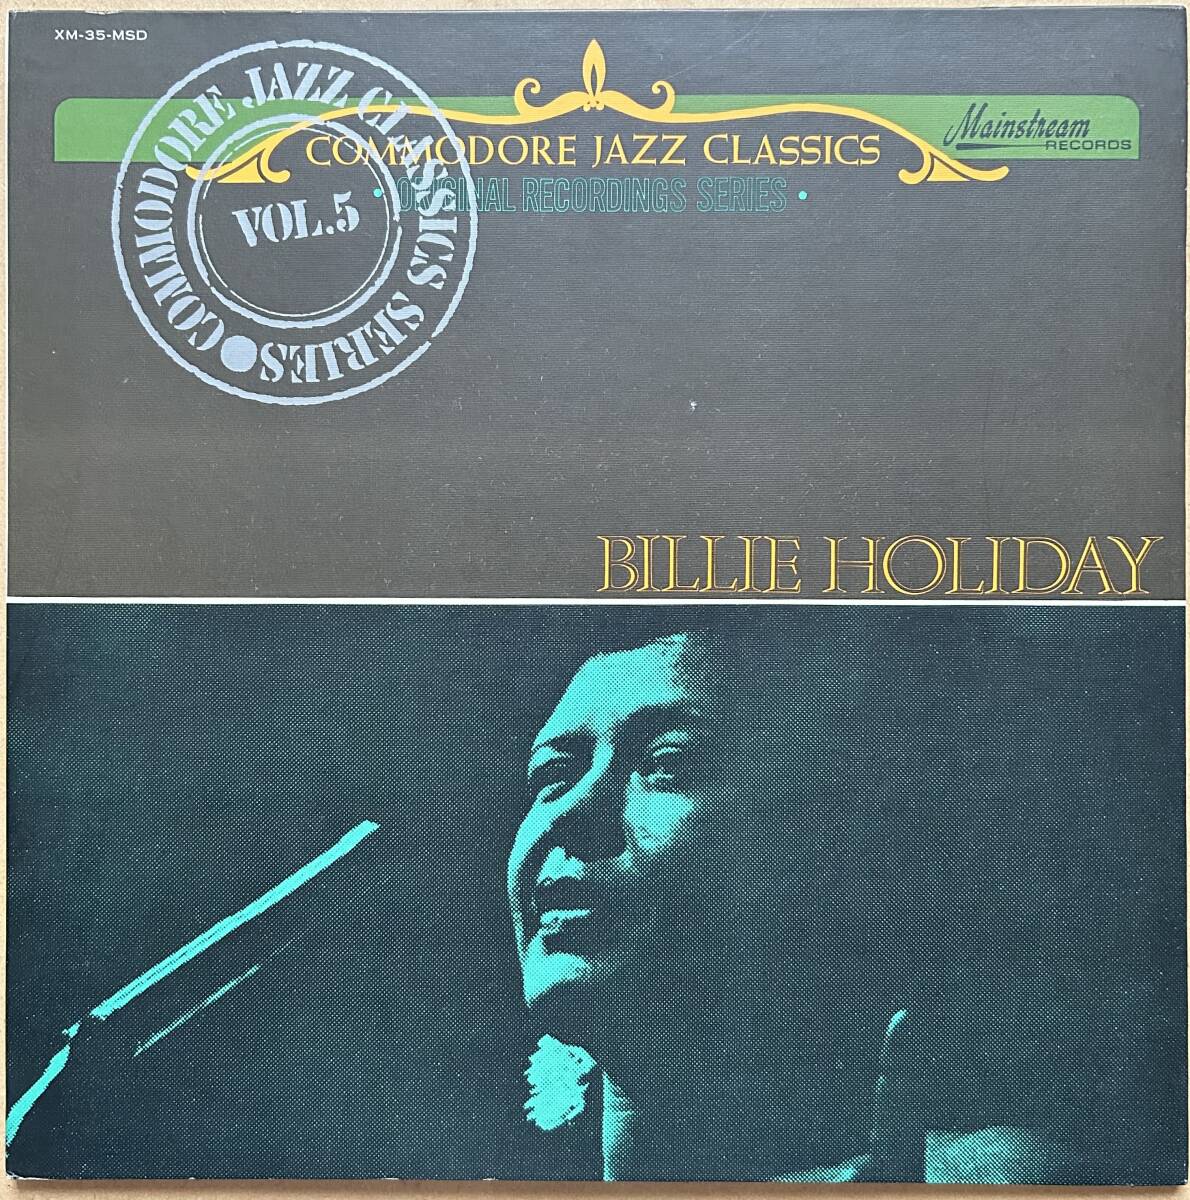 XM-35-MSD
COMMODORE JAZZ CLASSICS SERIES
VOL.5
Mainstream
RECORDS
COMMODORE JAZZ CLASSICS
• ORIGINAL RECORDINGS SERIES •
BILLIE HOLIDAY